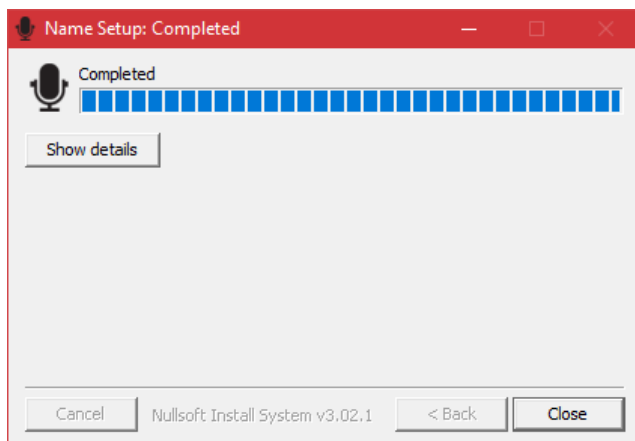 Name Setup: Completed
Completed
Show details
Cancel Nullsoft Install System v3.02.1 < Back Close